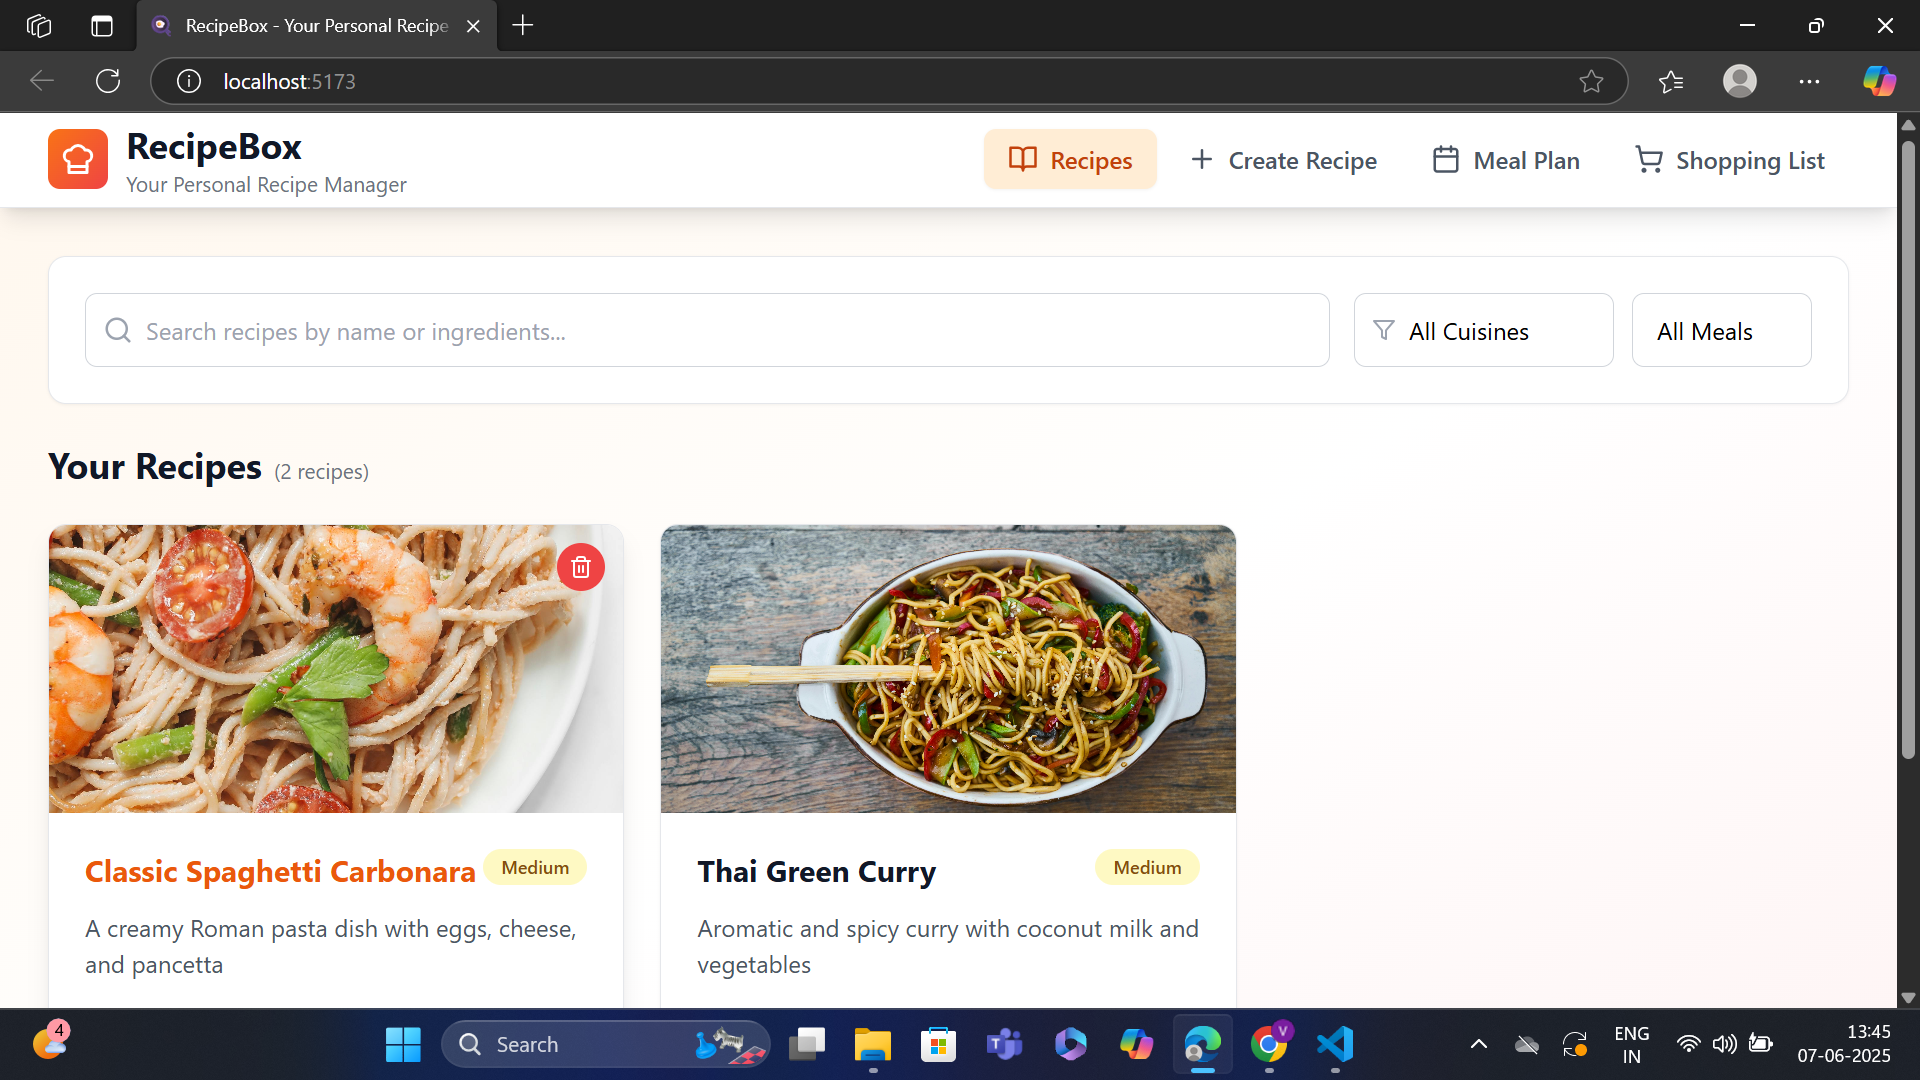 RecipeBox - Your Personal Recipe
localhost:5173
RecipeBox
Your Personal Recipe Manager
Recipes
Create Recipe
Meal Plan
Shopping List
Search recipes by name or ingredients...
All Cuisines
All Meals
Your Recipes (2 recipes)
Classic Spaghetti Carbonara
Medium
A creamy Roman pasta dish with eggs, cheese,
and pancetta
Thai Green Curry
Medium
Aromatic and spicy curry with coconut milk and
vegetables
4
Search
V
ENG
IN
13:45
07-06-2025